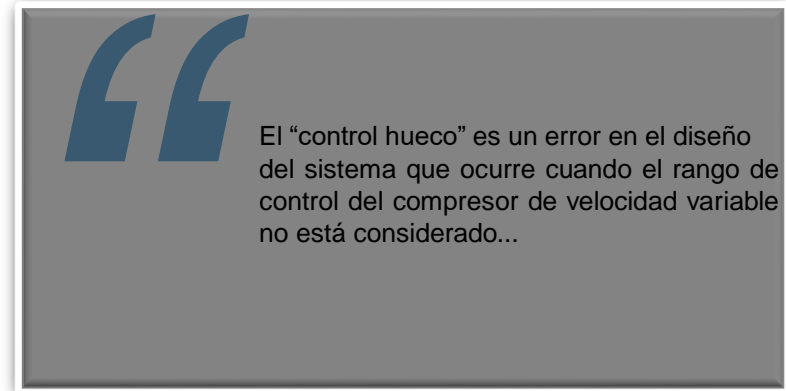 El “control hueco” es un error en el diseño
del sistema que ocurre cuando el rango de
control del compresor de velocidad variable
no está considerado...